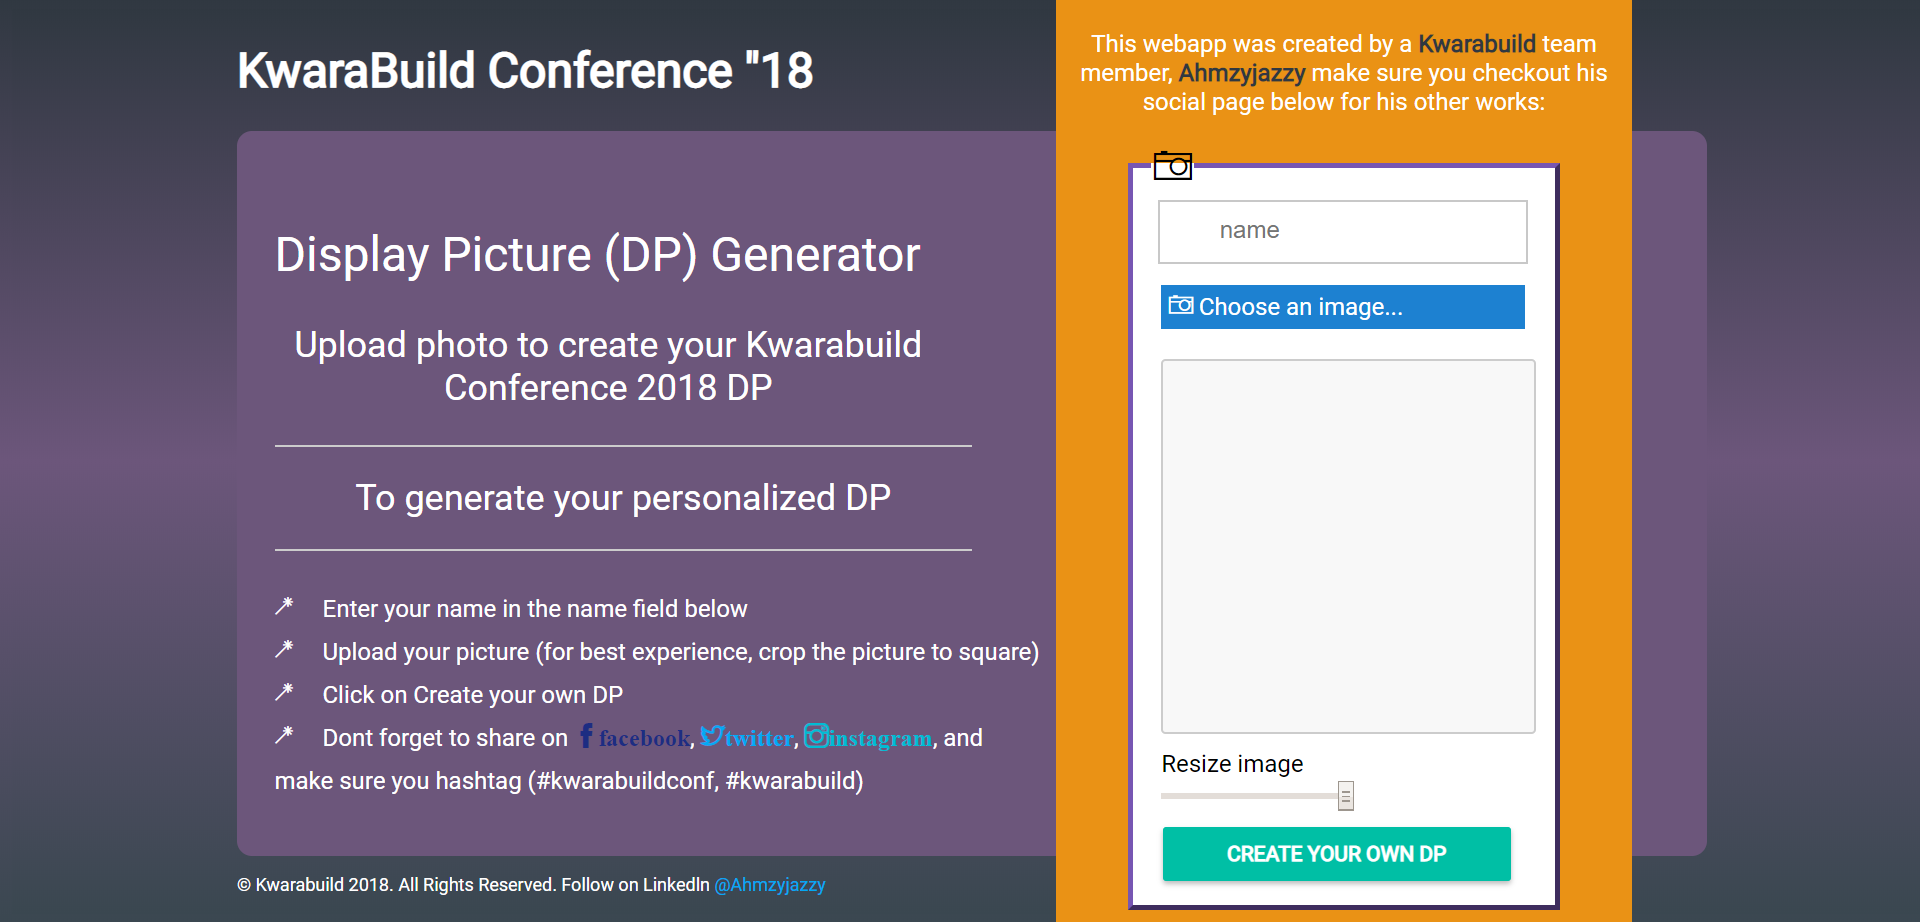 KwaraBuild Conference "18
Display Picture (DP) Generator
Upload photo to create your Kwarabuild
Conference 2018 DP
To generate your personalized DP
Enter your name in the name field below
Upload your picture (for best experience, crop the picture to square)
Click on Create your own DP
Dont forget to share on facebook, twitter, instagram, and
make sure you hashtag (#kwarabuildconf, #kwarabuild)
© Kwarabuild 2018. All Rights Reserved. Follow on LinkedIn @Ahmzyjazzy
This webapp was created by a Kwarabuild team
member, Ahmzyjazzy make sure you checkout his
social page below for his other works:
name
Choose an image...
Resize image
CREATE YOUR OWN DP